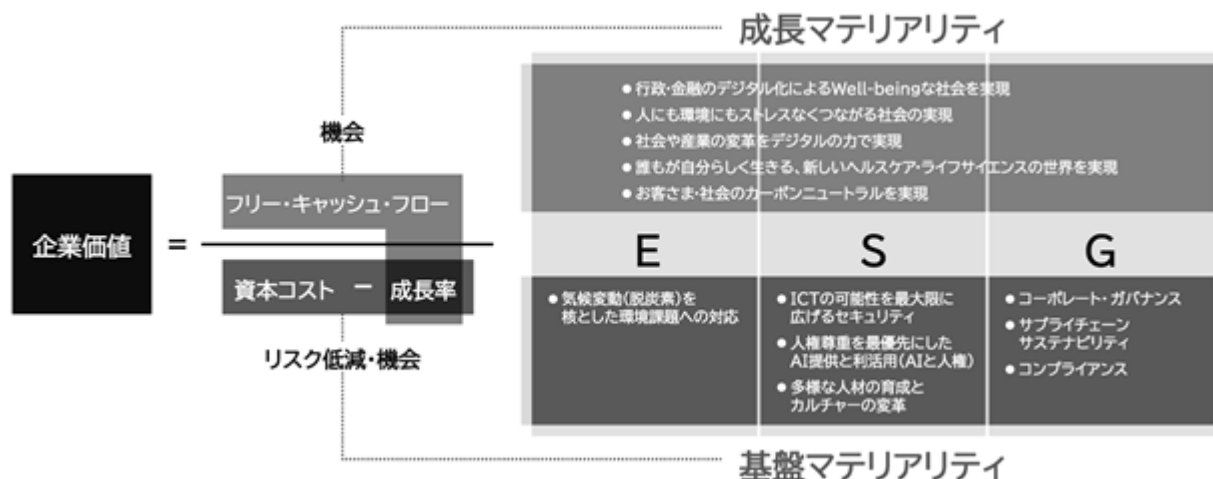 成長マテリアリティ
● 行政・金融のデジタル化によるWell-beingな社会を実現
● 人にも環境にもストレスなくつながる社会の実現
● 社会や産業の変革をデジタルの力で実現
● 誰もが自分らしく生きる、新しいヘルスケア・ライフサイエンスの世界を実現
● お客さま・社会のカーボンニュートラルを実現
機会
フリー・キャッシュ・フロー
企業価値
=
資本コスト − 成長率
リスク低減・機会
E
S
G
● 気候変動(脱炭素)を
核とした環境課題への対応
● ICTの可能性を最大限に
広げるセキュリティ
● 人権尊重を最優先にした
AI提供と利活用(AIと人権)
● 多様な人材の育成と
カルチャーの変革
● コーポレート・ガバナンス
● サプライチェーン
サステナビリティ
● コンプライアンス
基盤マテリアリティ